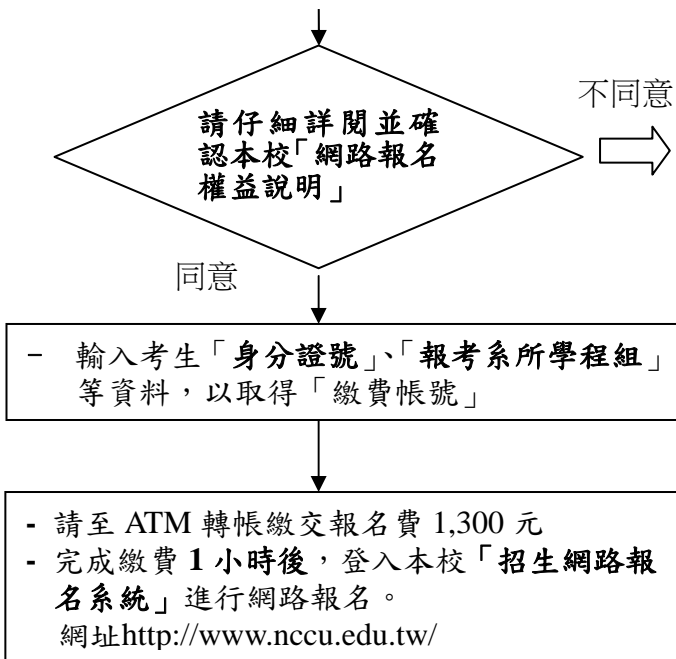 請仔細詳閱並確
認本校「網路報名
權益說明」
不同意
同意
- 輸入考生「身分證號」、「報考系所學程組」
等資料，以取得「繳費帳號」
- 請至 ATM 轉帳繳交報名費 1,300 元
- 完成繳費 1 小時後，登入本校「招生網路報
名系統」進行網路報名。
網址http://www.nccu.edu.tw/